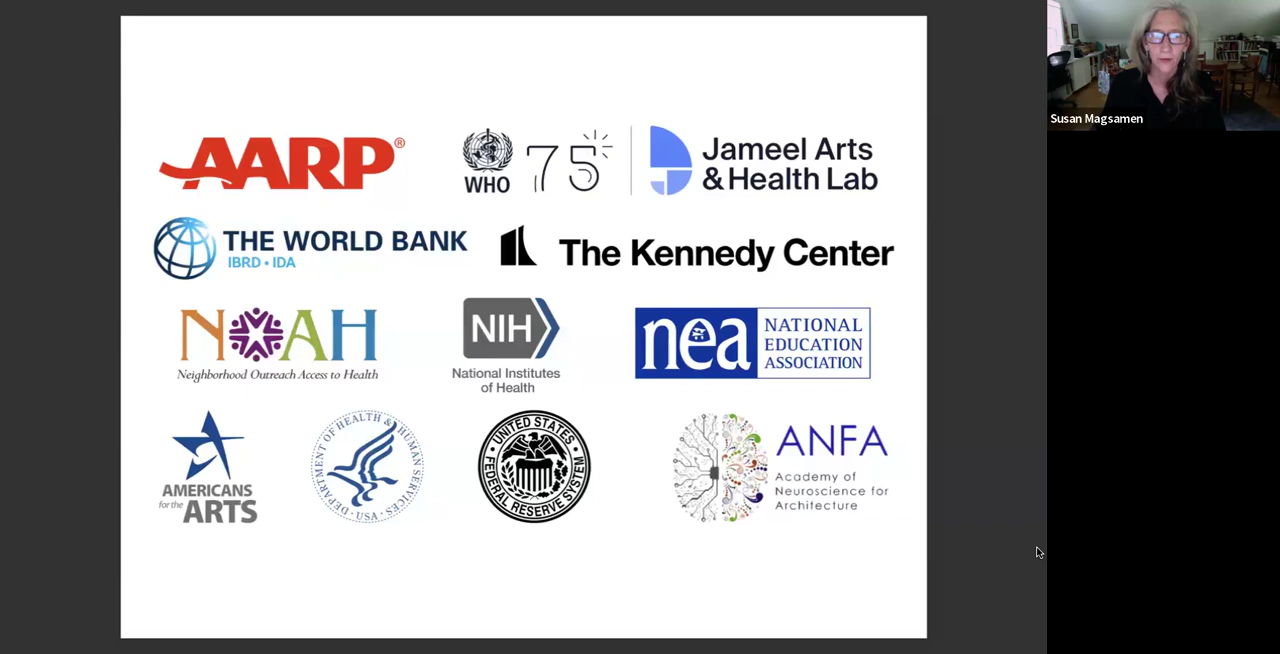 AARP®
WHO
75
Jameel Arts
& Health Lab
THE WORLD BANK
IBRD • IDA
The Kennedy Center
NOAH
Neighborhood Outreach Access to Health
NIH
National Institutes
of Health
nea
NATIONAL
EDUCATION
ASSOCIATION
AMERICANS
for the ARTS
DEPARTMENT OF HEALTH & HUMAN SERVICES • USA •
UNITED STATES • FEDERAL RESERVE SYSTEM •
ANFA
Academy of
Neuroscience for
Architecture
Susan Magsamen